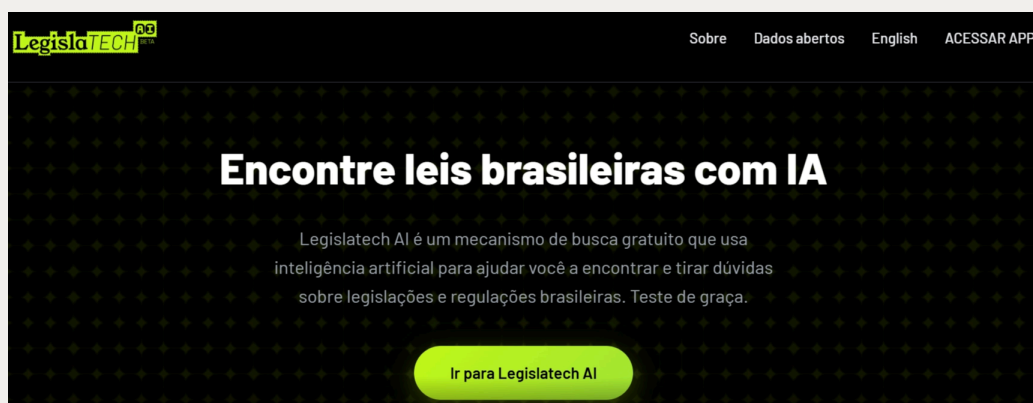 LegislaTECH AI BETA
Sobre Dados abertos English ACESSAR APP
Encontre leis brasileiras com IA
Legislatech AI é um mecanismo de busca gratuito que usa
inteligência artificial para ajudar você a encontrar e tirar dúvidas
sobre legislações e regulações brasileiras. Teste de graça.
Ir para Legislatech AI